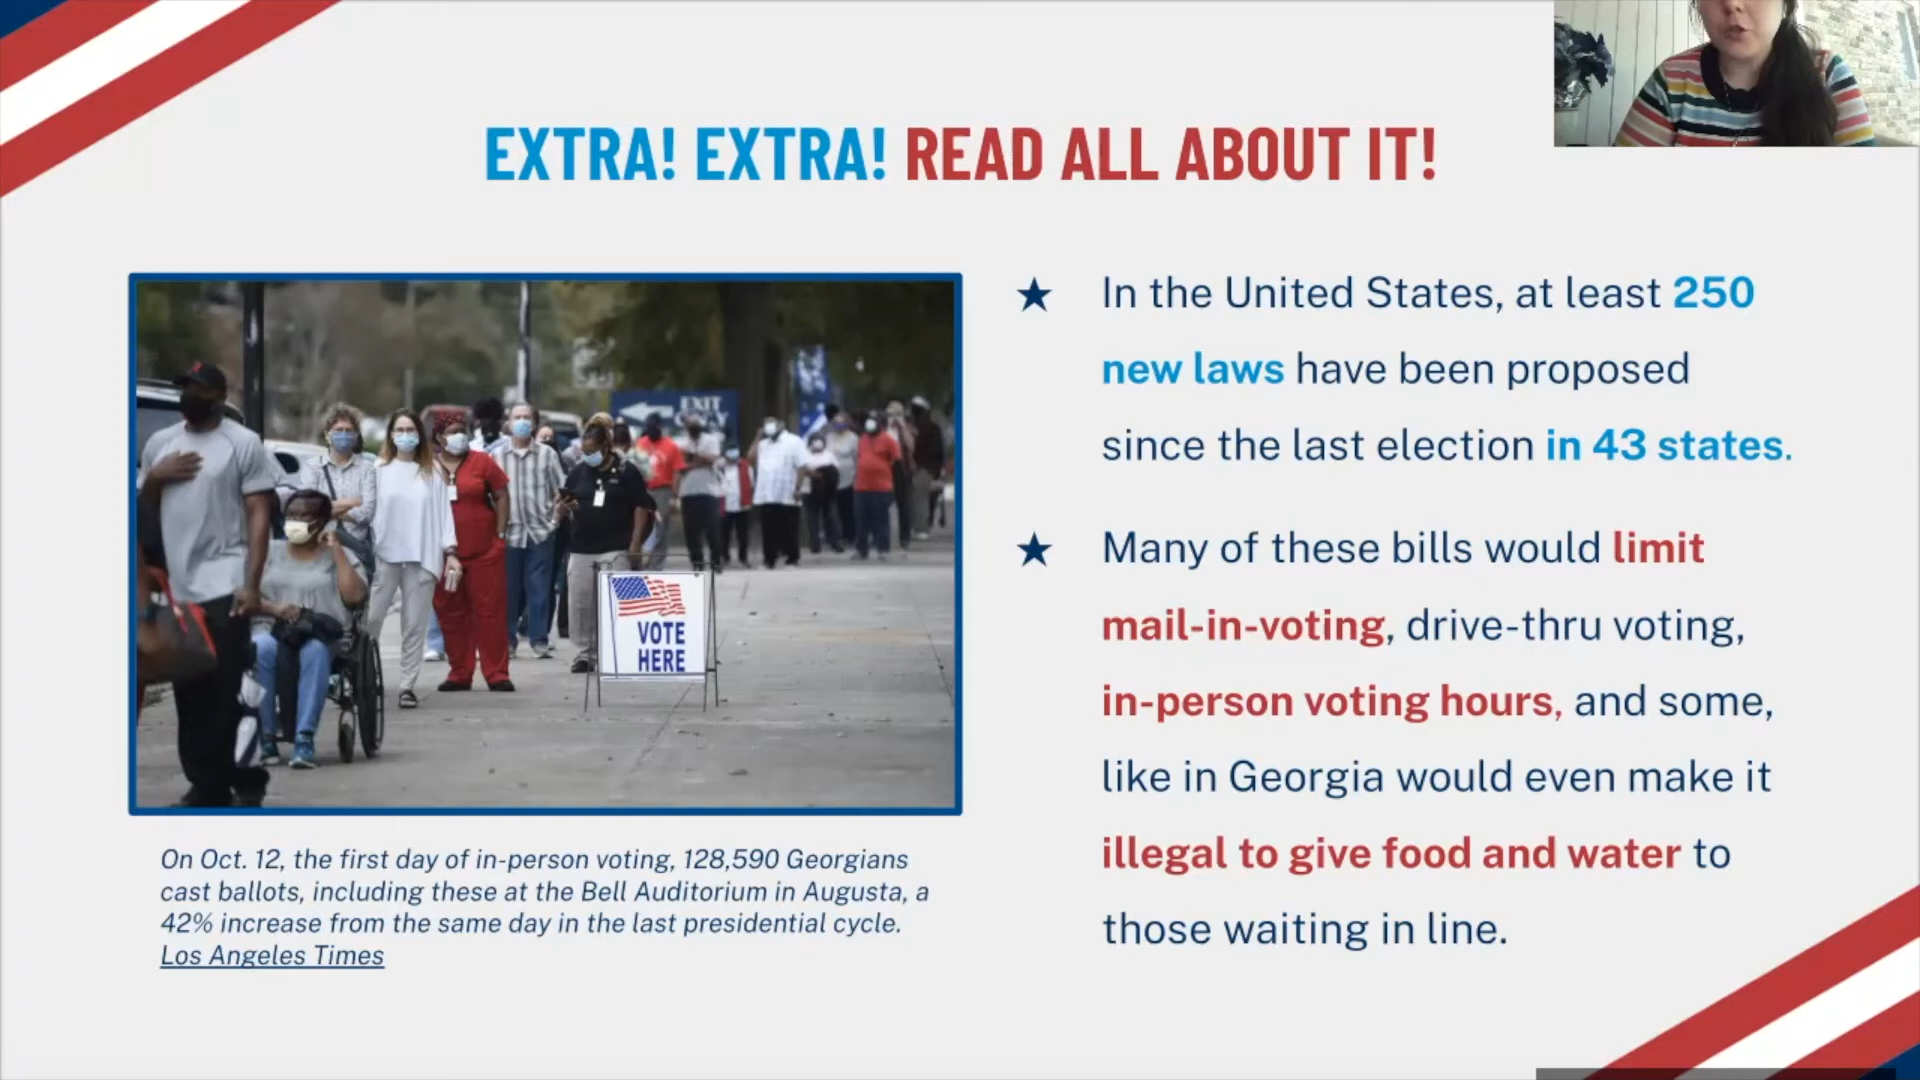 EXTRA! EXTRA! READ ALL ABOUT IT!
EXIT
VOTE
HERE
On Oct. 12, the first day of in-person voting, 128,590 Georgians
cast ballots, including these at the Bell Auditorium in Augusta, a
42% increase from the same day in the last presidential cycle.
Los Angeles Times
★ In the United States, at least 250
new laws have been proposed
since the last election in 43 states.
★ Many of these bills would limit
mail-in-voting, drive-thru voting,
in-person voting hours, and some,
like in Georgia would even make it
illegal to give food and water to
those waiting in line.